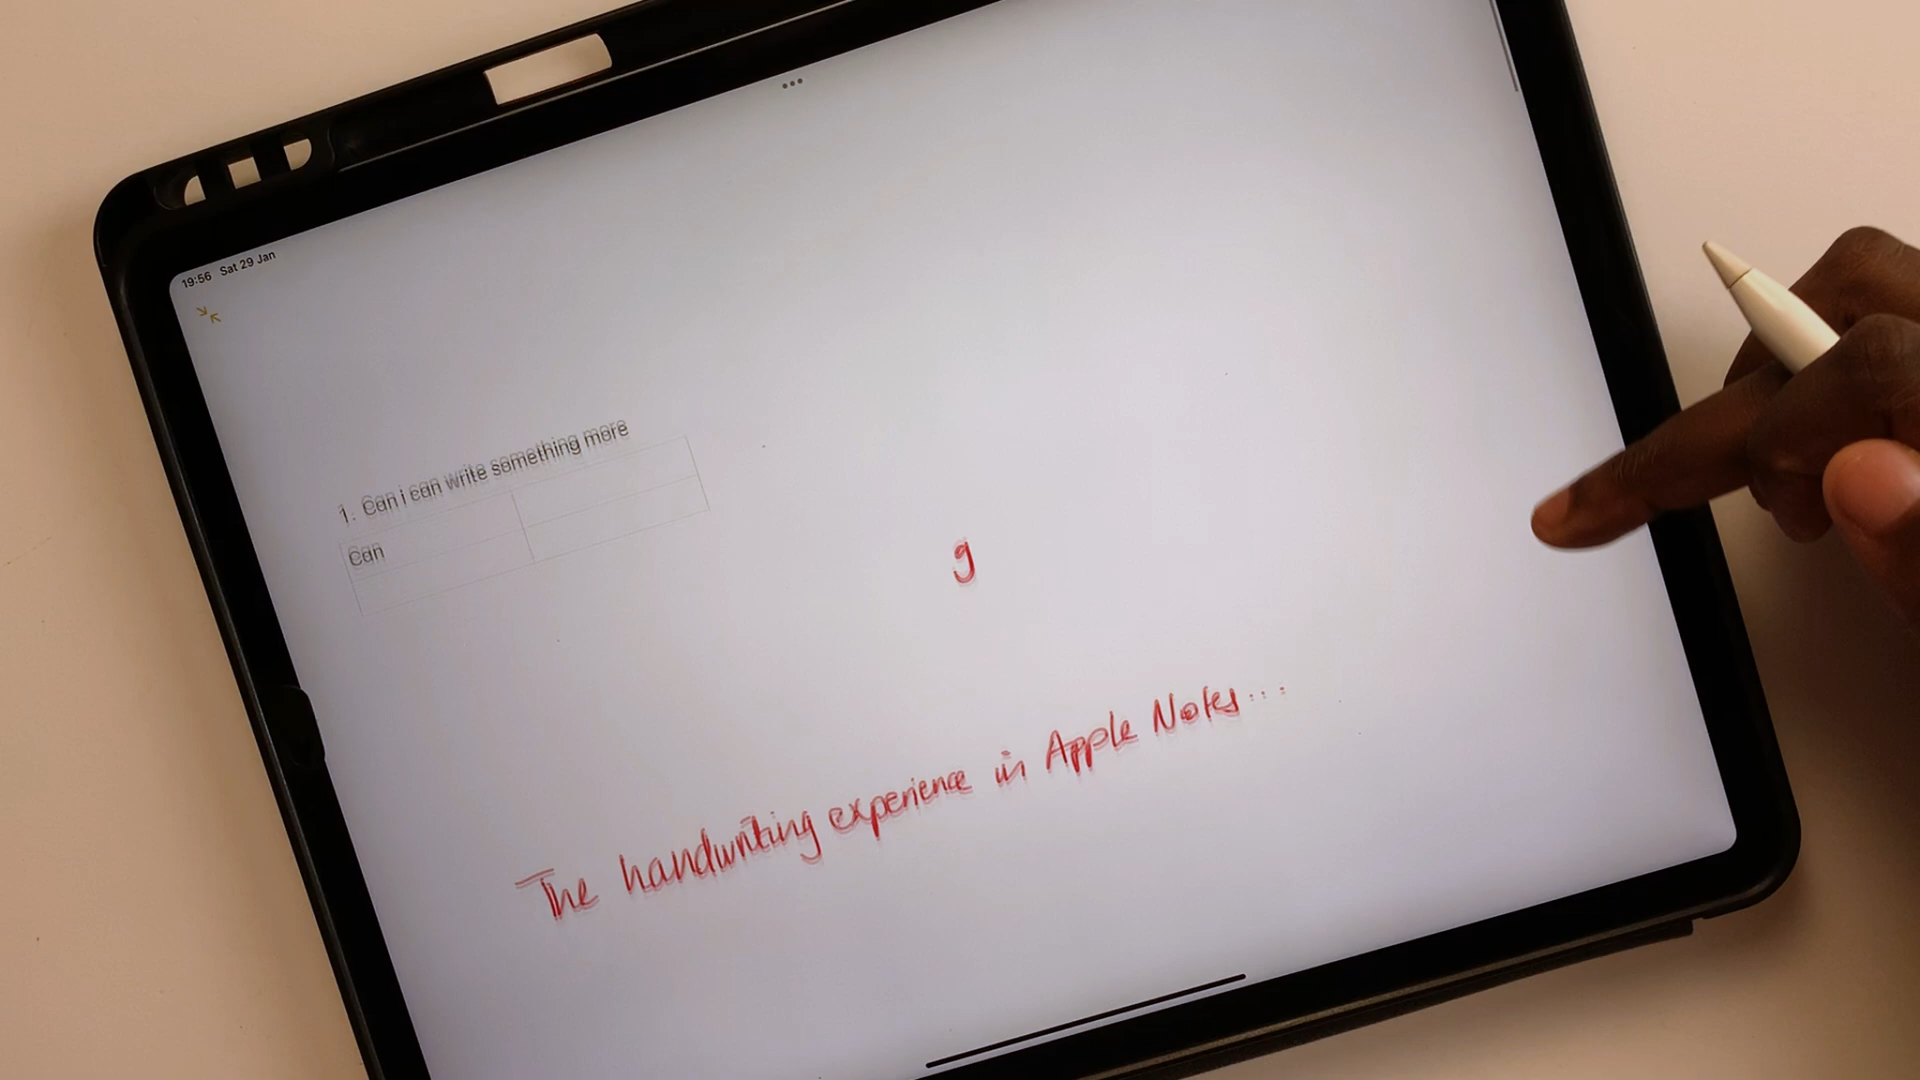 19:56 Sat 29 Jan
1. Can i can write something more
Can
g
The handwriting experience in Apple Notes...